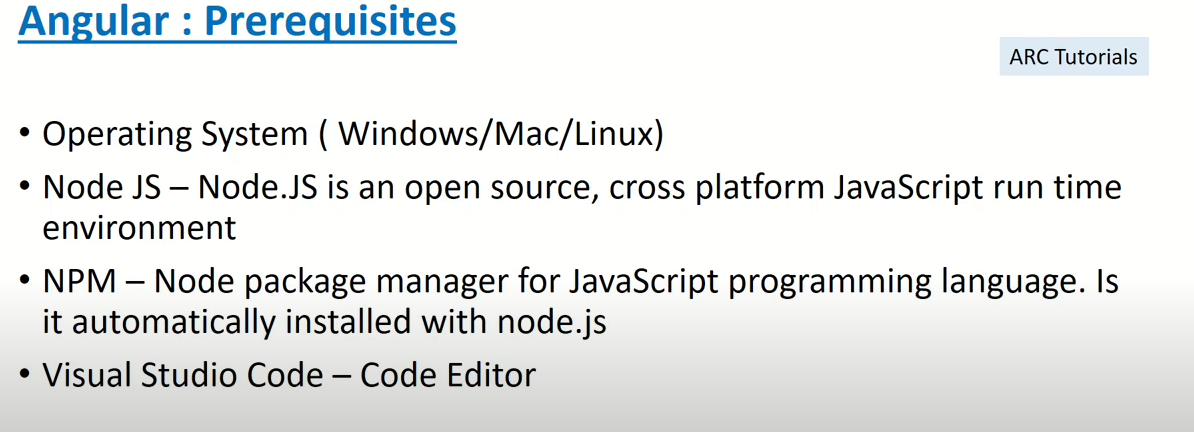 Angular : Prerequisites
ARC Tutorials
• Operating System ( Windows/Mac/Linux)
• Node JS – Node.JS is an open source, cross platform JavaScript run time
environment
• NPM – Node package manager for JavaScript programming language. Is
it automatically installed with node.js
• Visual Studio Code – Code Editor